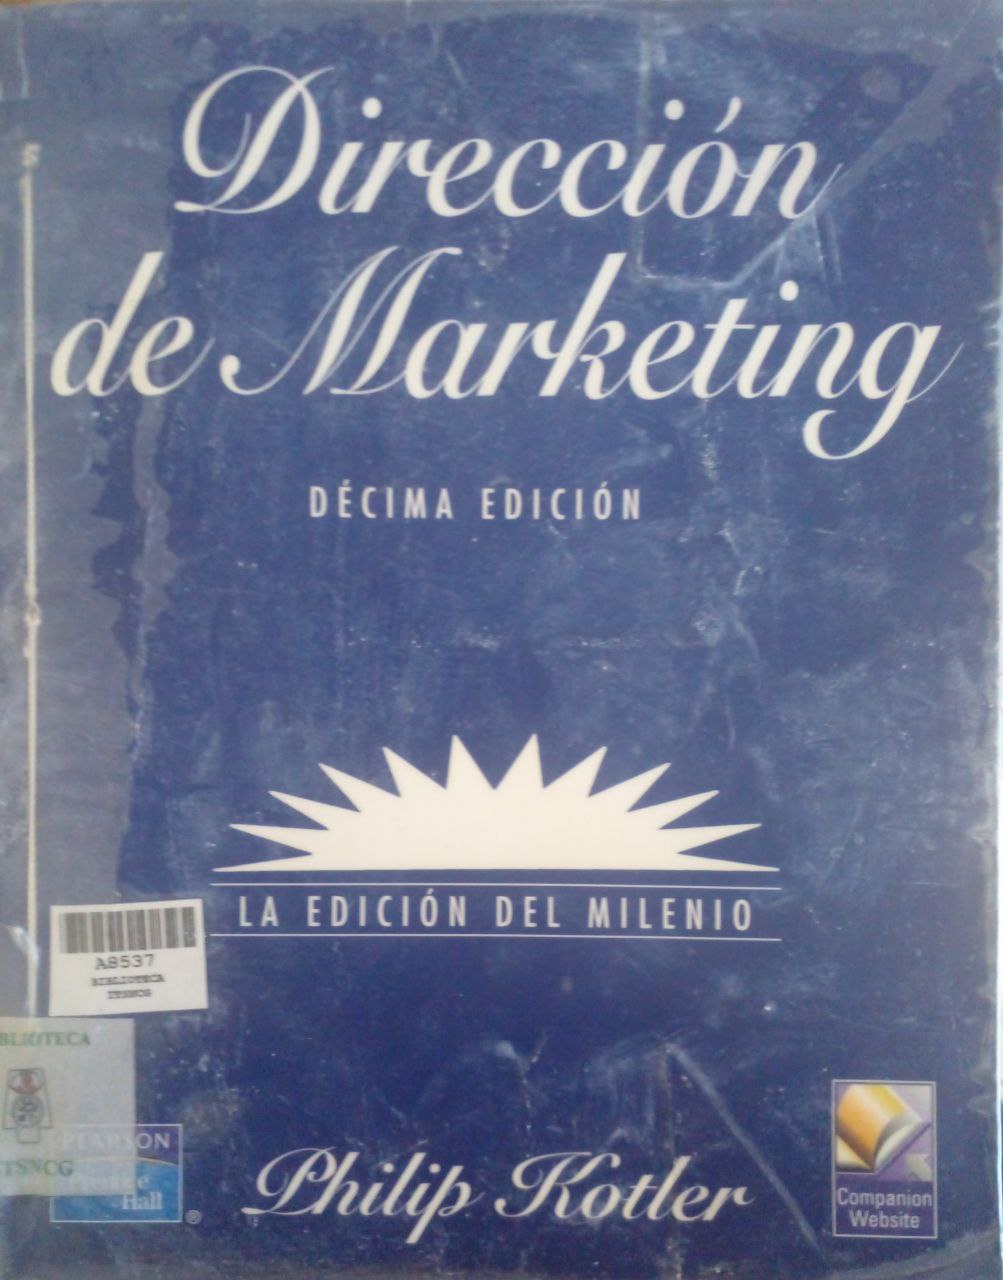 Dirección
de Marketing
DÉCIMA EDICIÓN
LA EDICIÓN DEL MILENIO
A8537
BIBLIOTECA
ITSNCG
BLIOTECA
TSNCG
PEARSON
Hall
®
Philip Kotler
Companion
Website